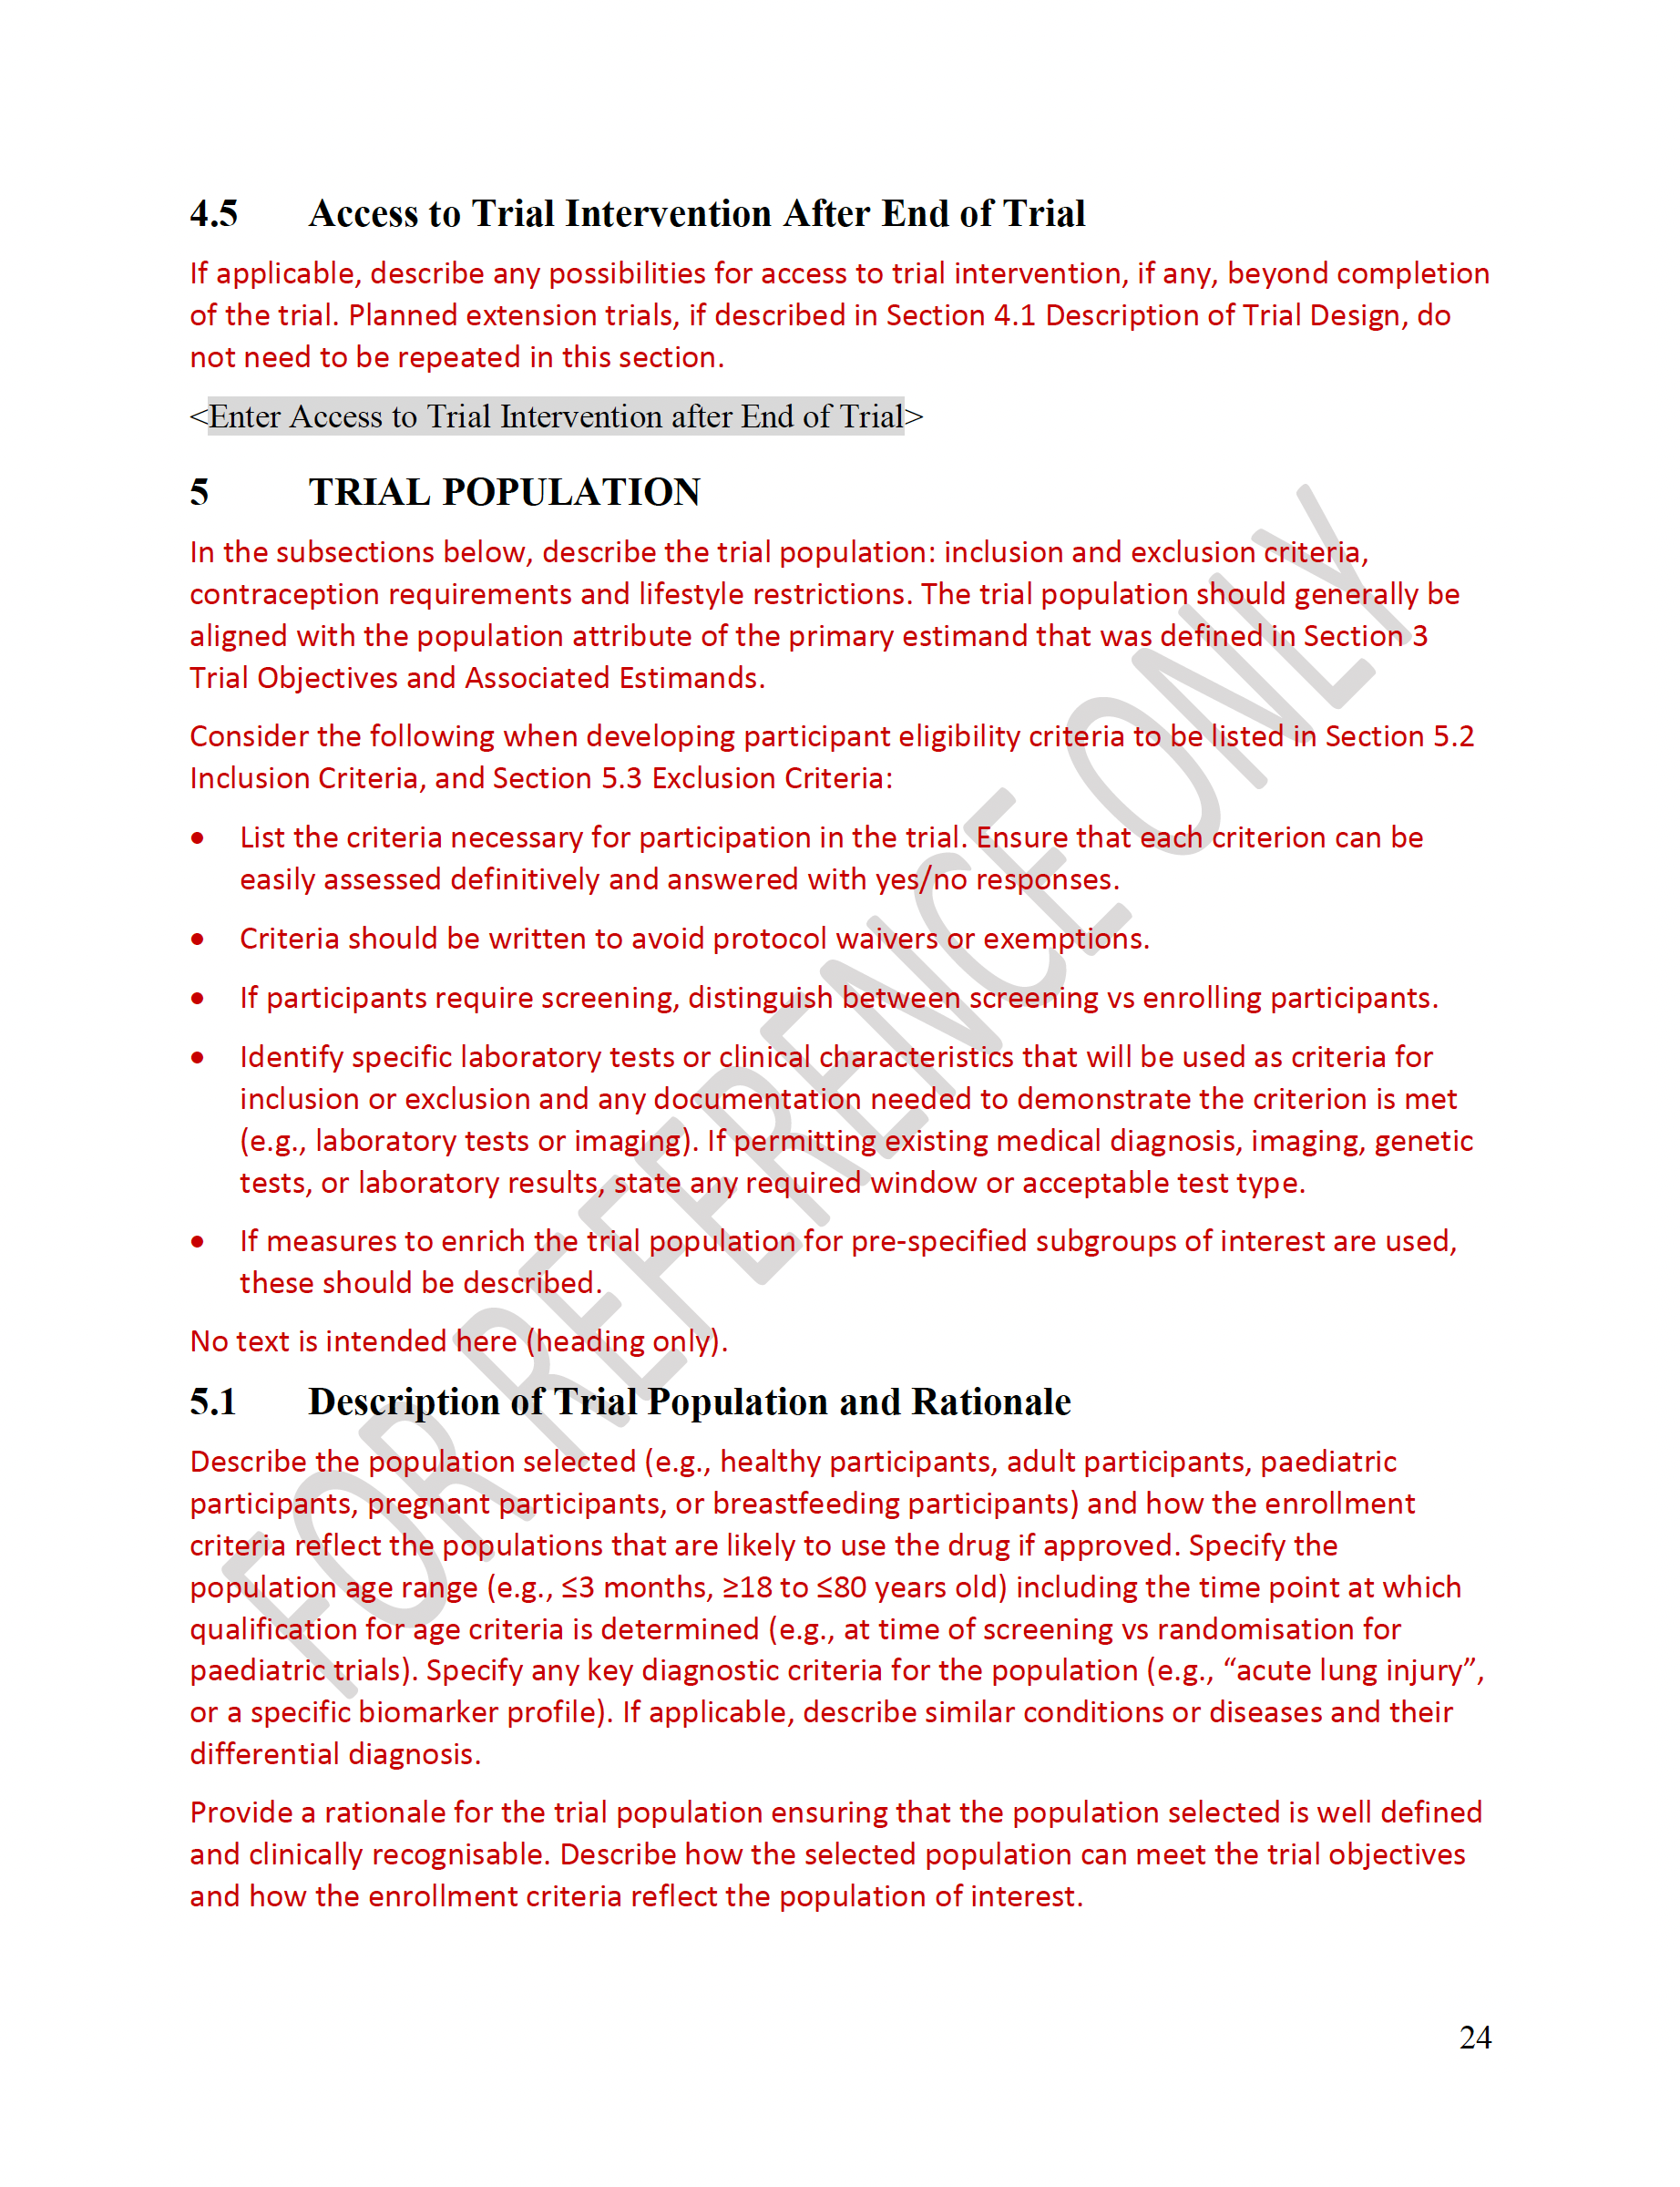 4.5 Access to Trial Intervention After End of Trial
If applicable, describe any possibilities for access to trial intervention, if any, beyond completion
of the trial. Planned extension trials, if described in Section 4.1 Description of Trial Design, do
not need to be repeated in this section.
<Enter Access to Trial Intervention after End of Trial>
5 TRIAL POPULATION
In the subsections below, describe the trial population: inclusion and exclusion criteria,
contraception requirements and lifestyle restrictions. The trial population should generally be
aligned with the population attribute of the primary estimand that was defined in Section 3
Trial Objectives and Associated Estimands.
Consider the following when developing participant eligibility criteria to be listed in Section 5.2
Inclusion Criteria, and Section 5.3 Exclusion Criteria:
• List the criteria necessary for participation in the trial. Ensure that each criterion can be
easily assessed definitively and answered with yes/no responses.
• Criteria should be written to avoid protocol waivers or exemptions.
• If participants require screening, distinguish between screening vs enrolling participants.
• Identify specific laboratory tests or clinical characteristics that will be used as criteria for
inclusion or exclusion and any documentation needed to demonstrate the criterion is met
(e.g., laboratory tests or imaging). If permitting existing medical diagnosis, imaging, genetic
tests, or laboratory results, state any required window or acceptable test type.
• If measures to enrich the trial population for pre-specified subgroups of interest are used,
these should be described.
No text is intended here (heading only).
5.1 Description of Trial Population and Rationale
Describe the population selected (e.g., healthy participants, adult participants, paediatric
participants, pregnant participants, or breastfeeding participants) and how the enrollment
criteria reflect the populations that are likely to use the drug if approved. Specify the
population age range (e.g., ≤3 months, ≥18 to ≤80 years old) including the time point at which
qualification for age criteria is determined (e.g., at time of screening vs randomisation for
paediatric trials). Specify any key diagnostic criteria for the population (e.g., “acute lung injury”,
or a specific biomarker profile). If applicable, describe similar conditions or diseases and their
differential diagnosis.
Provide a rationale for the trial population ensuring that the population selected is well defined
and clinically recognisable. Describe how the selected population can meet the trial objectives
and how the enrollment criteria reflect the population of interest.
24
FOR REFERENCE ONLY